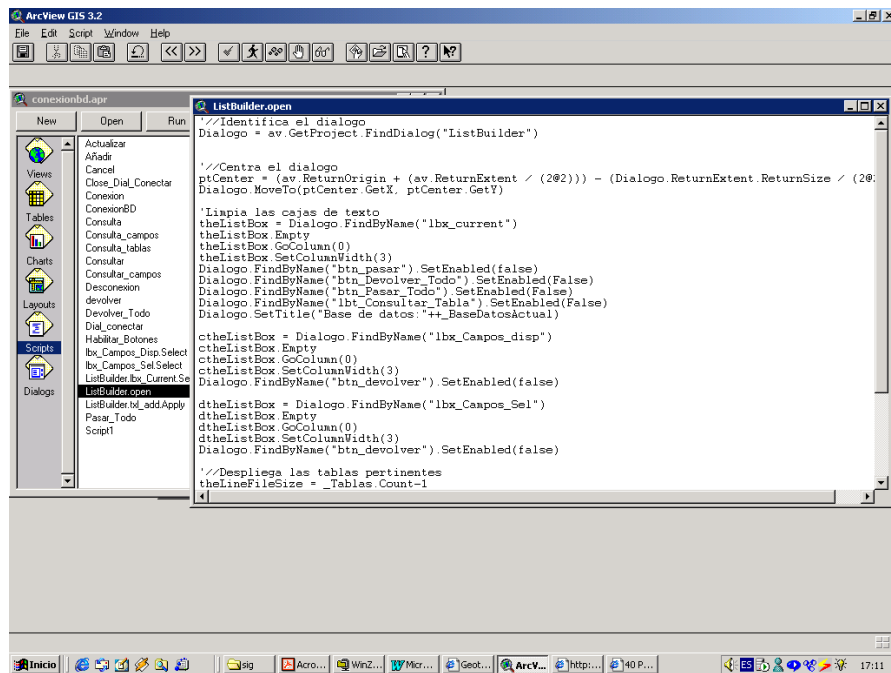 ArcView GIS 3.2
File Edit Script Window Help
conexionbd.apr
New Open Run
Views
Tables
Charts
Layouts
Scripts
Dialogs
Actualizar
Añadir
Cancel
Close_Dial_Conectar
Conexion
ConexionBD
Consulta
Consulta_campos
Consulta_tablas
Consultar
Consultar_campos
Desconexion
devolver
Devolver_Todo
Dial_conectar
Habilitar_Botones
lbx_Campos_Disp.Select
lbx_Campos_Sel.Select
ListBuilder.lbx_Current.Se
ListBuilder.open
ListBuilder.txl_add.Apply
Pasar_Todo
Script1
ListBuilder.open
'//Identifica el dialogo
Dialogo = av.GetProject.FindDialog("ListBuilder")
'//Centra el dialogo
ptCenter = (av.ReturnOrigin + (av.ReturnExtent / (2@2))) - (Dialogo.ReturnExtent.ReturnSize / (2@
Dialogo.MoveTo(ptCenter.GetX, ptCenter.GetY)
'Limpia las cajas de texto
theListBox = Dialogo.FindByName("lbx_current")
theListBox.Empty
theListBox.GoColumn(0)
theListBox.SetColumnWidth(3)
Dialogo.FindByName("btn_pasar").SetEnabled(false)
Dialogo.FindByName("btn_Devolver_Todo").SetEnabled(False)
Dialogo.FindByName("btn_Pasar_Todo").SetEnabled(False)
Dialogo.FindByName("lbt_Consultar_Tabla").SetEnabled(False)
Dialogo.SetTitle("Base de datos:"++_BaseDatosActual)
ctheListBox = Dialogo.FindByName("lbx_Campos_disp")
ctheListBox.Empty
ctheListBox.GoColumn(0)
ctheListBox.SetColumnWidth(3)
Dialogo.FindByName("btn_devolver").SetEnabled(false)
dtheListBox = Dialogo.FindByName("lbx_Campos_Sel")
dtheListBox.Empty
dtheListBox.GoColumn(0)
dtheListBox.SetColumnWidth(3)
Dialogo.FindByName("btn_devolver").SetEnabled(false)
'//Despliega las tablas pertinentes
theLineFileSize = _Tablas.Count-1
Inicio sig Acro... WinZ... Micr... Geot... ArcV... http:... 40 P... ES 17:11